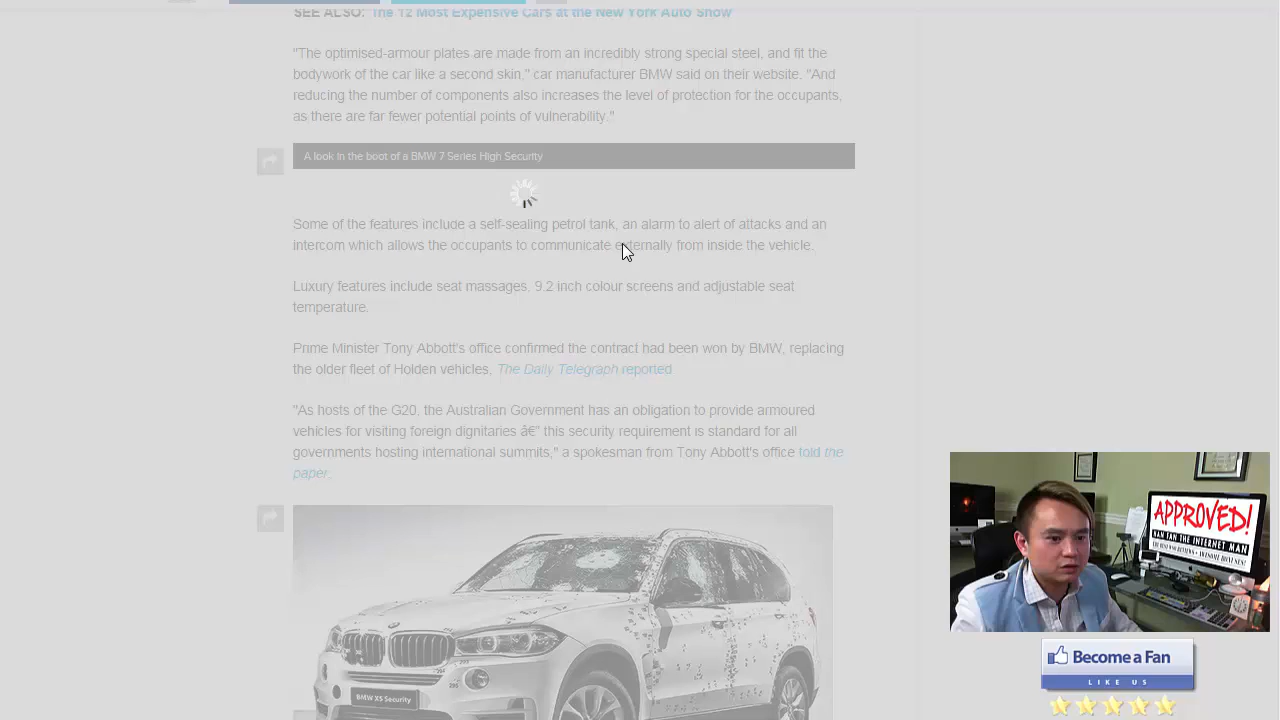 SEE ALSO: The 12 Most Expensive Cars at the New York Auto Show
"The optimised-armour plates are made from an incredibly strong special steel, and fit the
bodywork of the car like a second skin," car manufacturer BMW said on their website. "And
reducing the number of components also increases the level of protection for the occupants,
as there are far fewer potential points of vulnerability."
A look in the boot of a BMW 7 Series High Security
Some of the features include a self-sealing petrol tank, an alarm to alert of attacks and an
intercom which allows the occupants to communicate externally from inside the vehicle.
Luxury features include seat massages, 9.2 inch colour screens and adjustable seat
temperature.
Prime Minister Tony Abbott's office confirmed the contract had been won by BMW, replacing
the older fleet of Holden vehicles, The Daily Telegraph reported
"As hosts of the G20, the Australian Government has an obligation to provide armoured
vehicles for visiting foreign dignitaries â€" this security requirement is standard for all
governments hosting international summits," a spokesman from Tony Abbott's office told the
paper.
BMW X5 Security
APPROVED!
THE INTERNET MAN
Become a Fan
LIKE US